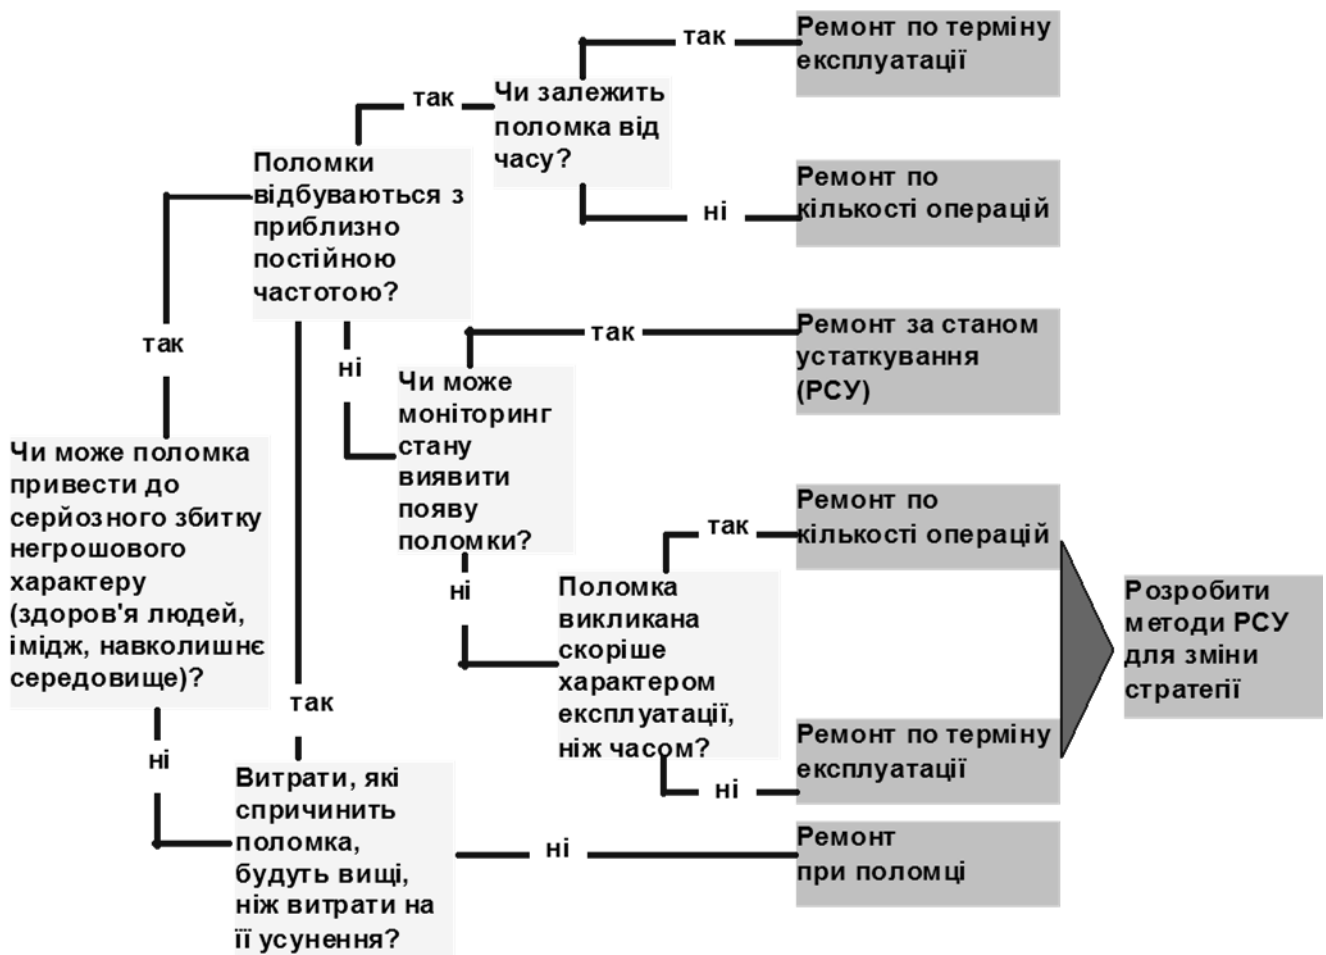 так
Ремонт по терміну
експлуатації
Чи залежить
поломка від
часу?
так
Поломки
відбуваються з
приблизно
постійною
частотою?
Ремонт по
кількості операцій
ні
так
Ремонт за станом
устаткування
(РСУ)
так
ні
Чи може
моніторинг
стану
виявити
появу
поломки?
Чи може поломка
привести до
серйозного збитку
негрошового
характеру
(здоров'я людей,
імідж, навколишнє
середовище)?
Ремонт по
кількості операцій
так
ні
Поломка
викликана
скоріше
характером
експлуатації,
ніж часом?
Розробити
методи РСУ
для зміни
стратегії
так
Ремонт по терміну
експлуатації
ні
ні
Витрати, які
спричинить
поломка,
будуть вищі,
ніж витрати на
її усунення?
ні
Ремонт
при поломці